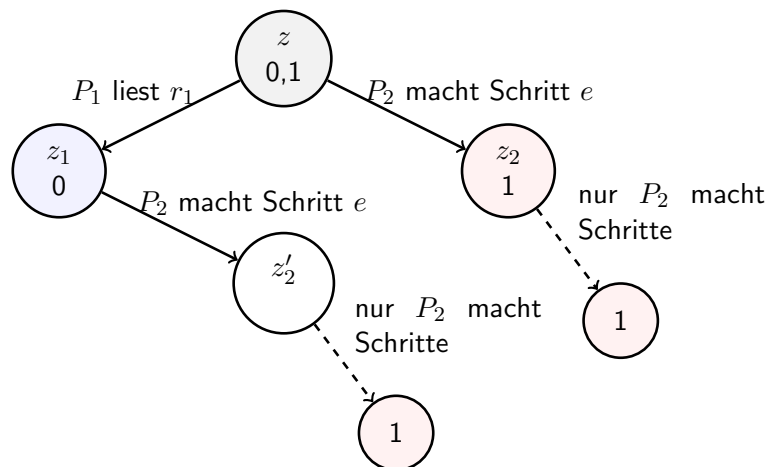 z
0,1
P₁ liest r₁
P₂ macht Schritt e
z₁
0
z₂
1
nur P₂ macht
Schritte
P₂ macht Schritt e
z₂′
nur P₂ macht
Schritte
1
1